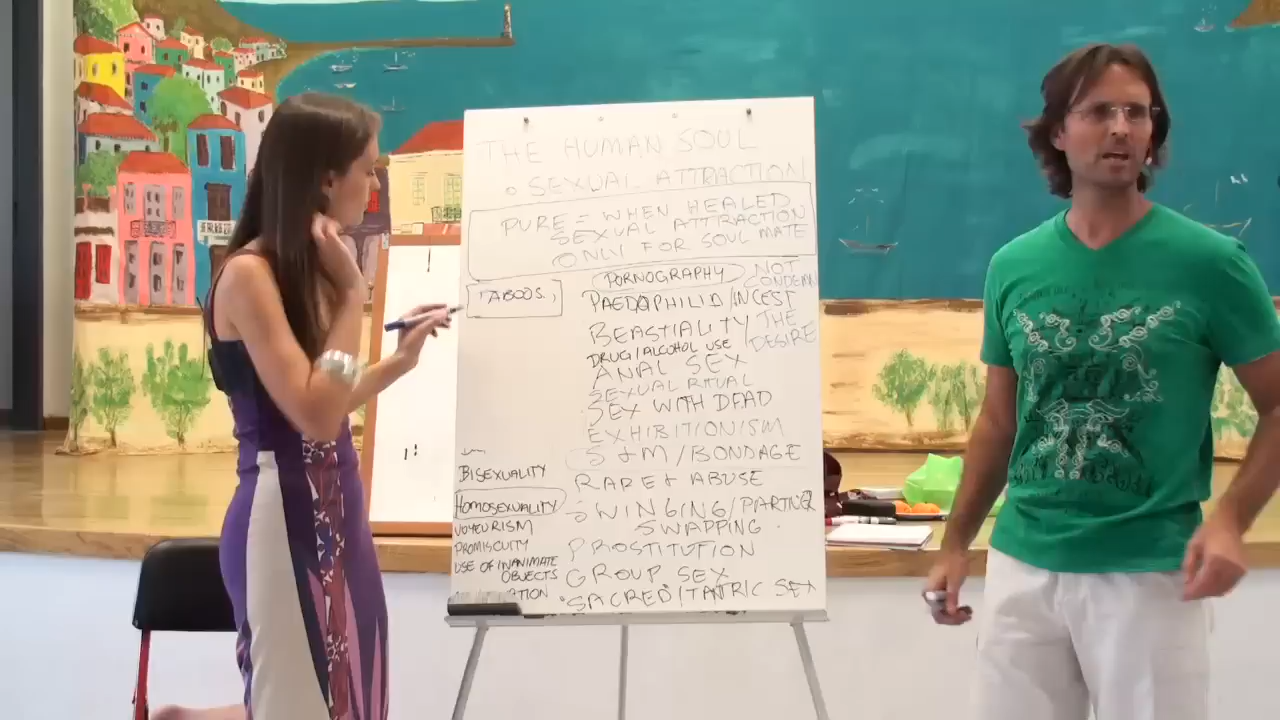 THE HUMAN SOUL
SEXUAL ATTRACTION
PURE = WHEN HEALED
SEXUAL ATTRACTION
ONLY FOR SOUL MATE
TABOOS
PORNOGRAPHY
NOT
CONDEMN
THE
DESIRE
PAEDOPHILIA/INCEST
BEASTIALITY
DRUG/ALCOHOL USE
ANAL SEX
SEXUAL RITUAL
SEX WITH DEAD
EXHIBITIONISM
S+M/BONDAGE
RAPE + ABUSE
SWINGING/PARTNER
SWAPPING
PROSTITUTION
GROUP SEX
SACRED/TANTRIC SEX
BISEXUALITY
HOMOSEXUALITY
VOYEURISM
PROMISCUITY
USE OF INANIMATE
OBJECTS